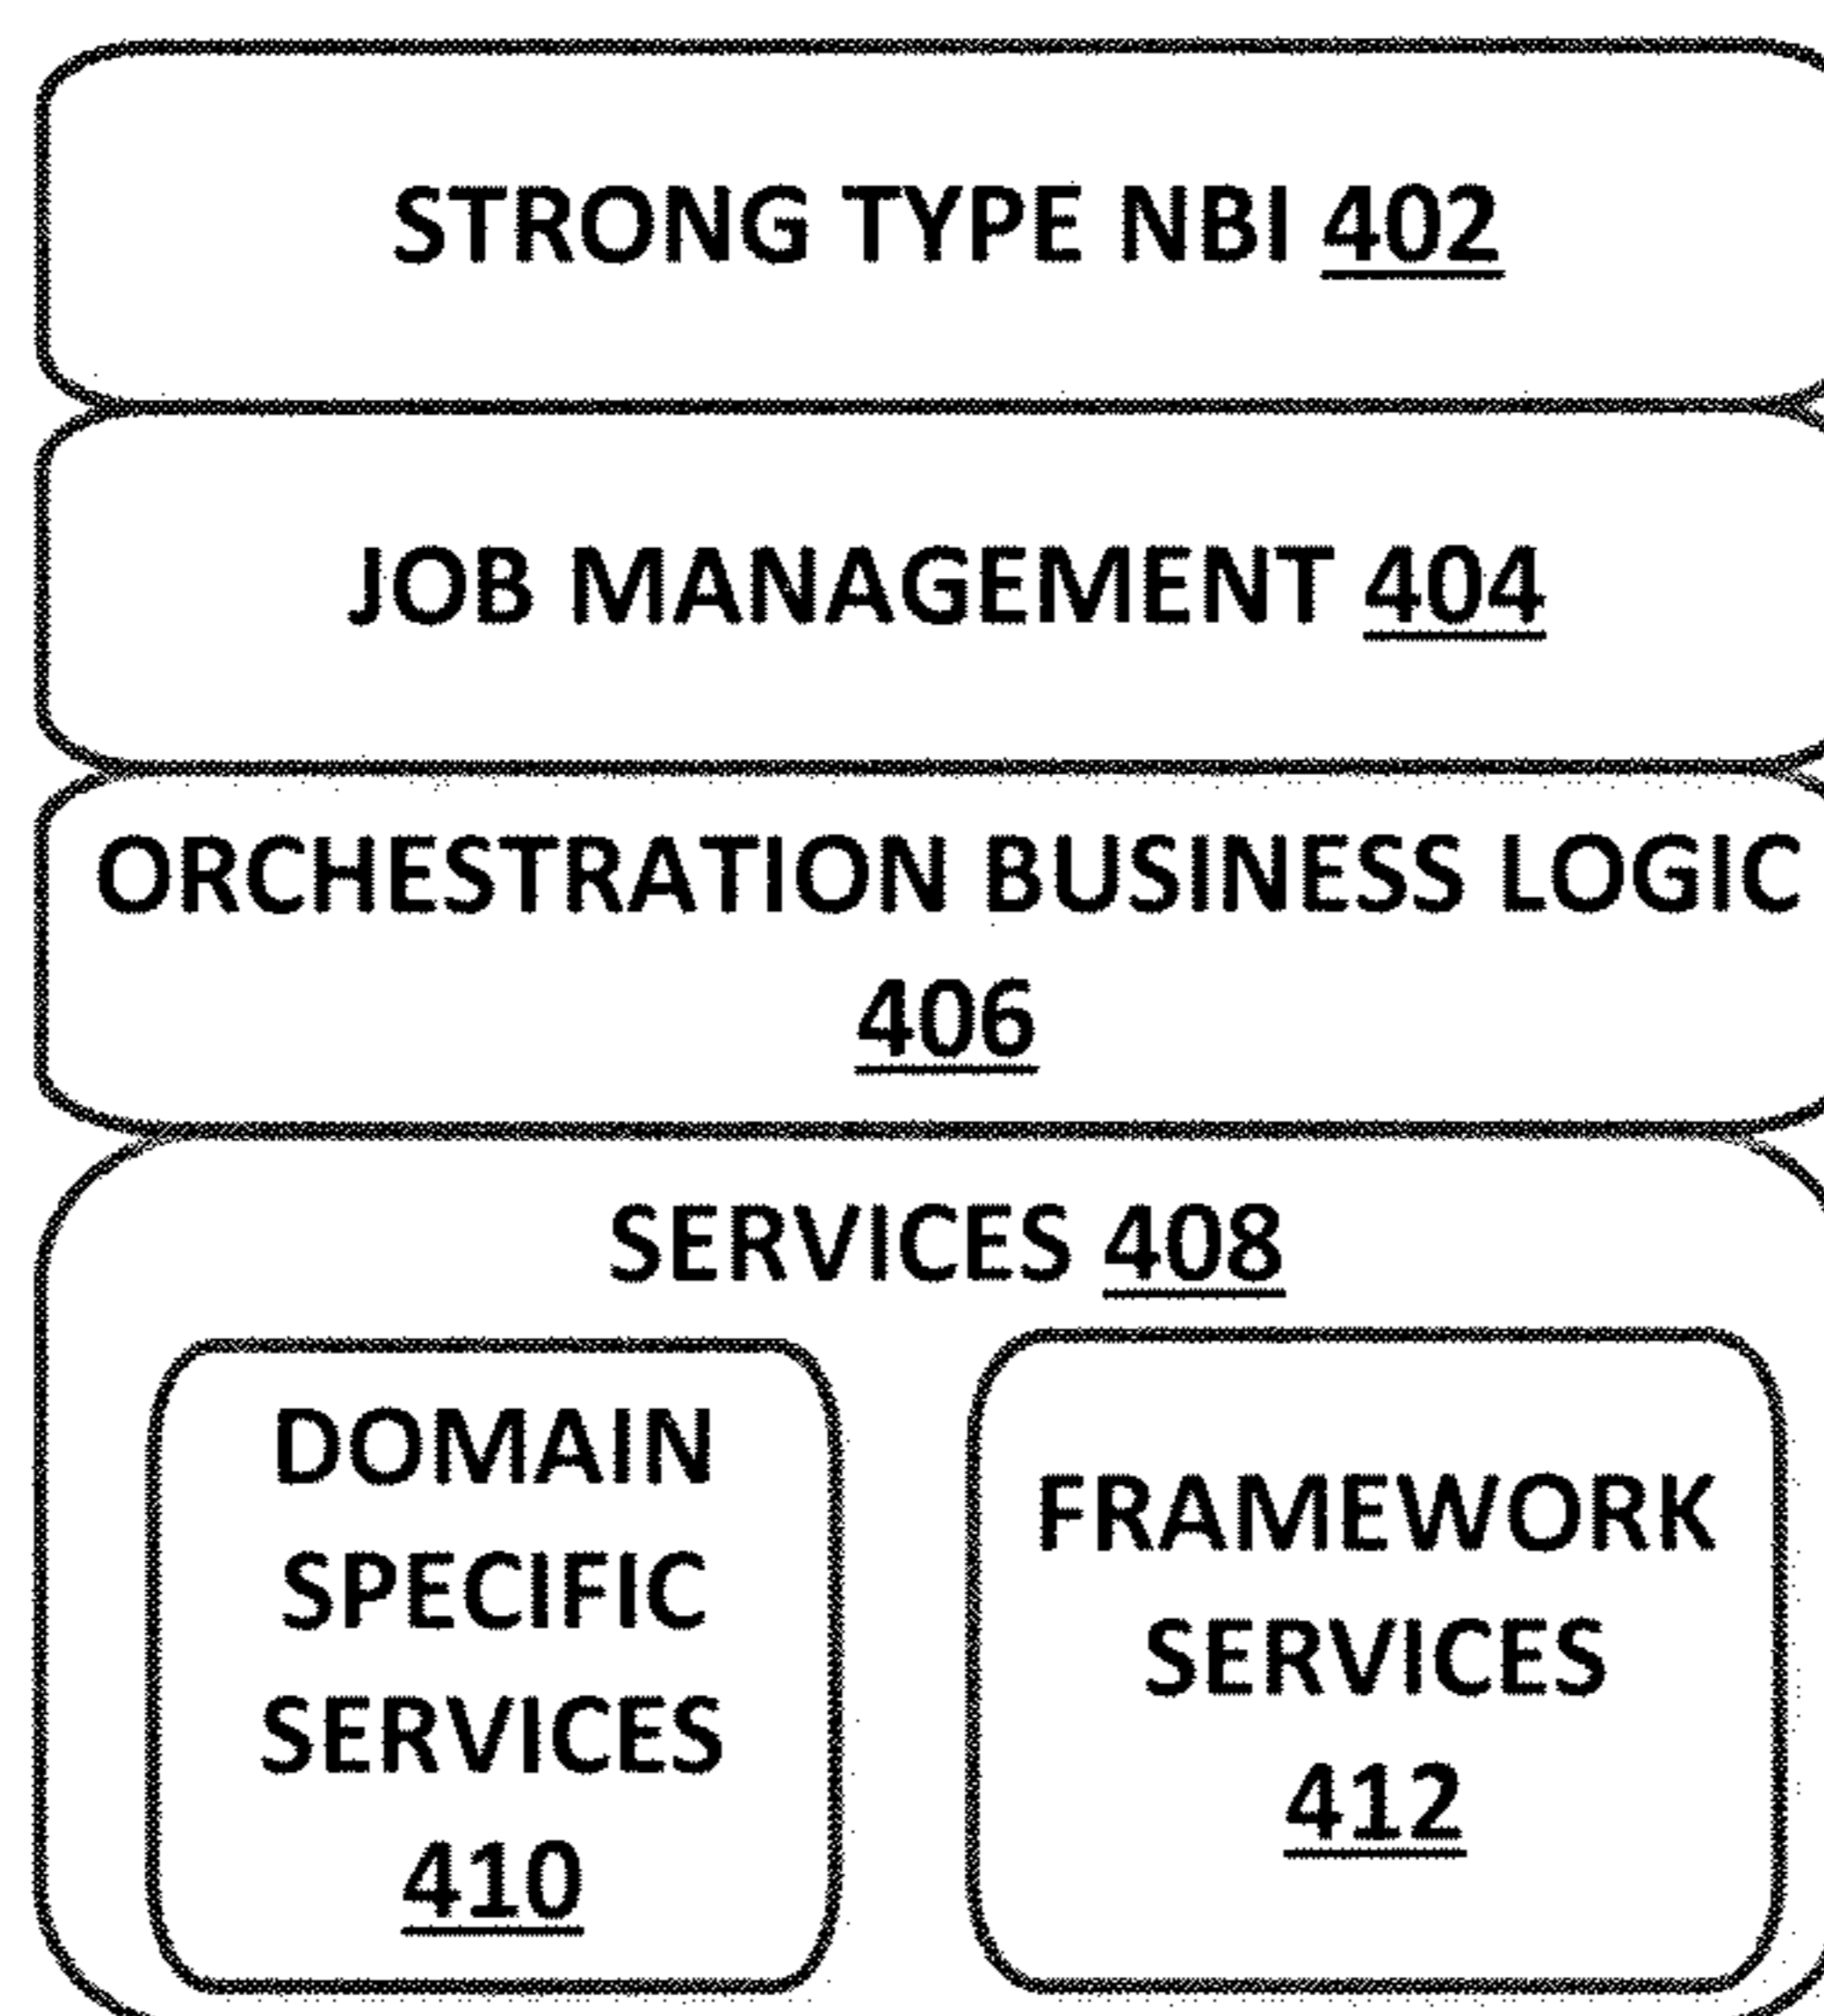 STRONG TYPE NBI 402
JOB MANAGEMENT 404
ORCHESTRATION BUSINESS LOGIC
406
SERVICES 408
DOMAIN
SPECIFIC
SERVICES
410
FRAMEWORK
SERVICES
412